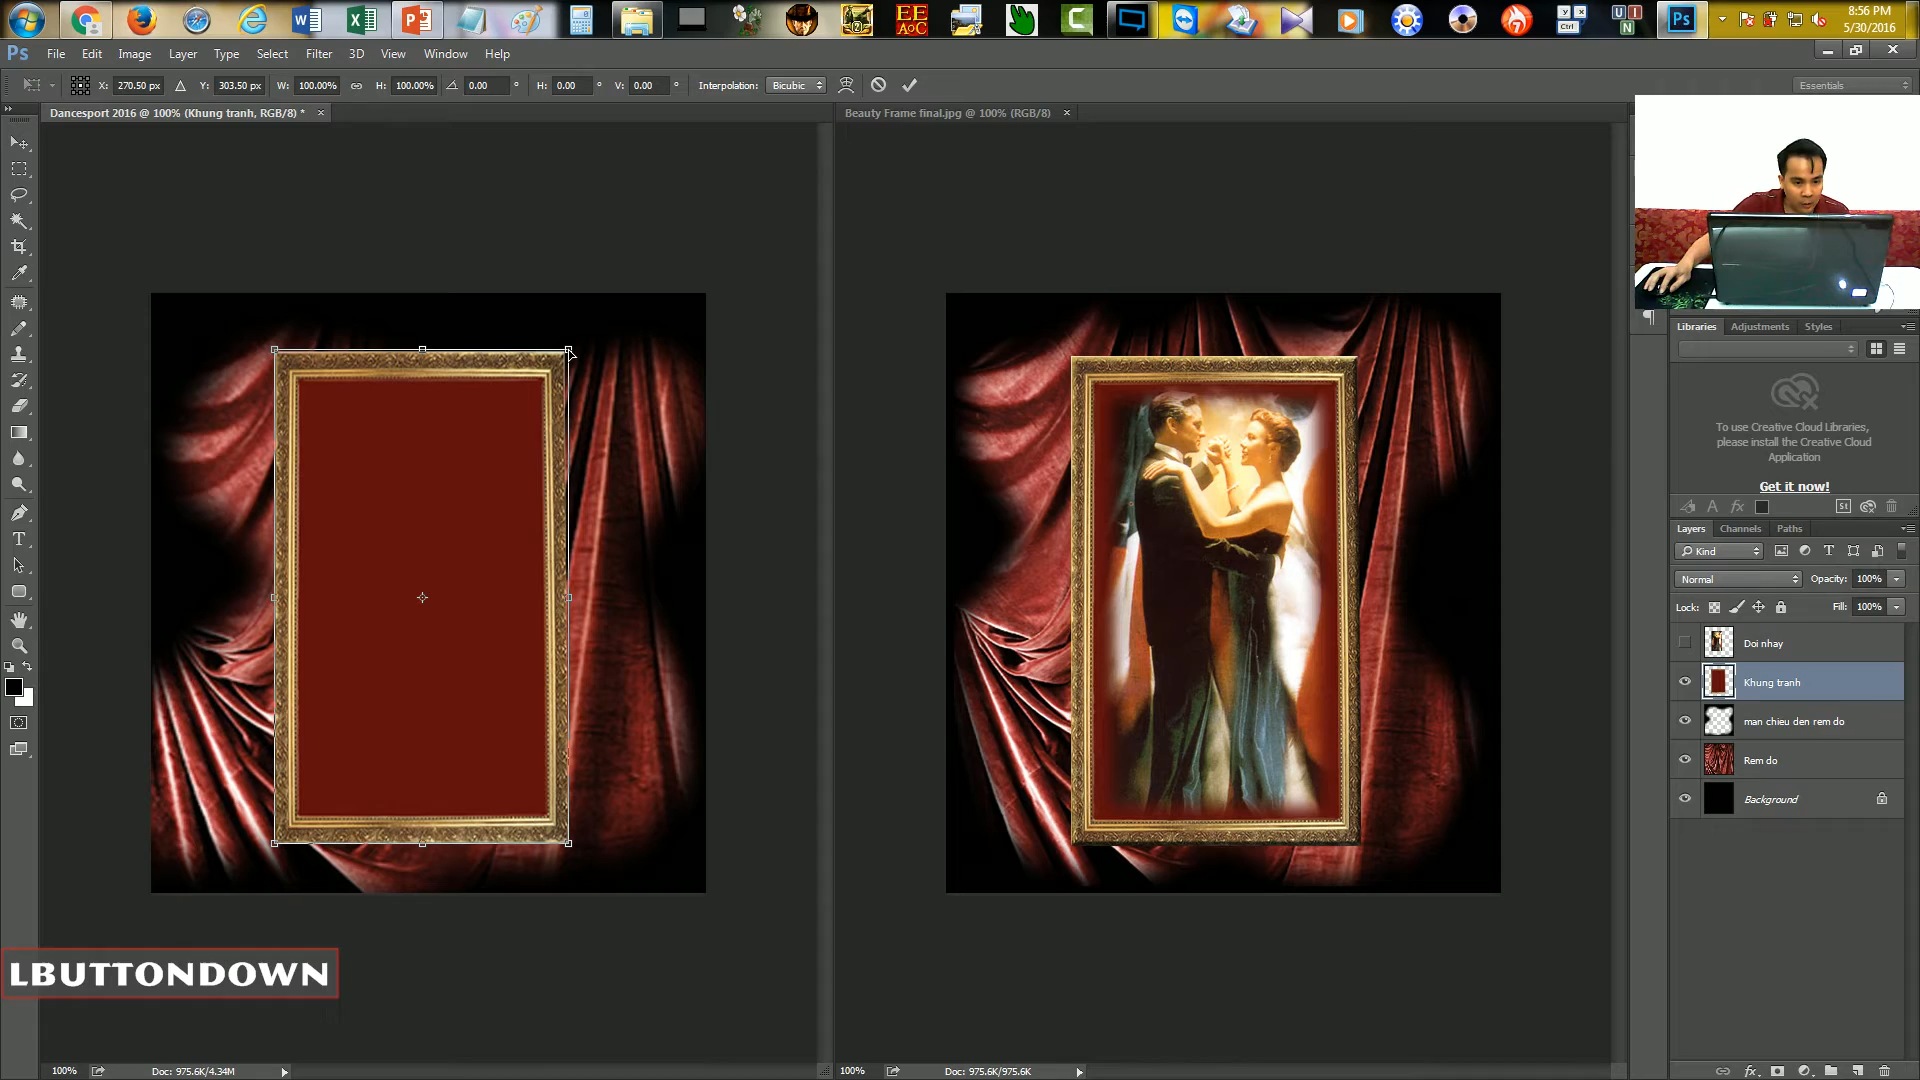 8:56 PM
5/30/2016
Ps File Edit Image Layer Type Select Filter 3D View Window Help
X: 270.50 px Y: 303.50 px W: 100.00% H: 100.00% 0.00 ° H: 0.00 ° V: 0.00 ° Interpolation: Bicubic Essentials
Dancesport 2016 @ 100% (Khung tranh, RGB/8) * ×
Beauty Frame final.jpg @ 100% (RGB/8) ×
Libraries Adjustments Styles
To use Creative Cloud Libraries,
please install the Creative Cloud
Application
Get it now!
Layers Channels Paths
Kind
Normal Opacity: 100%
Lock: Fill: 100%
Doi nhay
Khung tranh
man chieu den rem do
Rem do
Background
LBUTTONDOWN
100% Doc: 975.6K/4.34M
100% Doc: 975.6K/975.6K